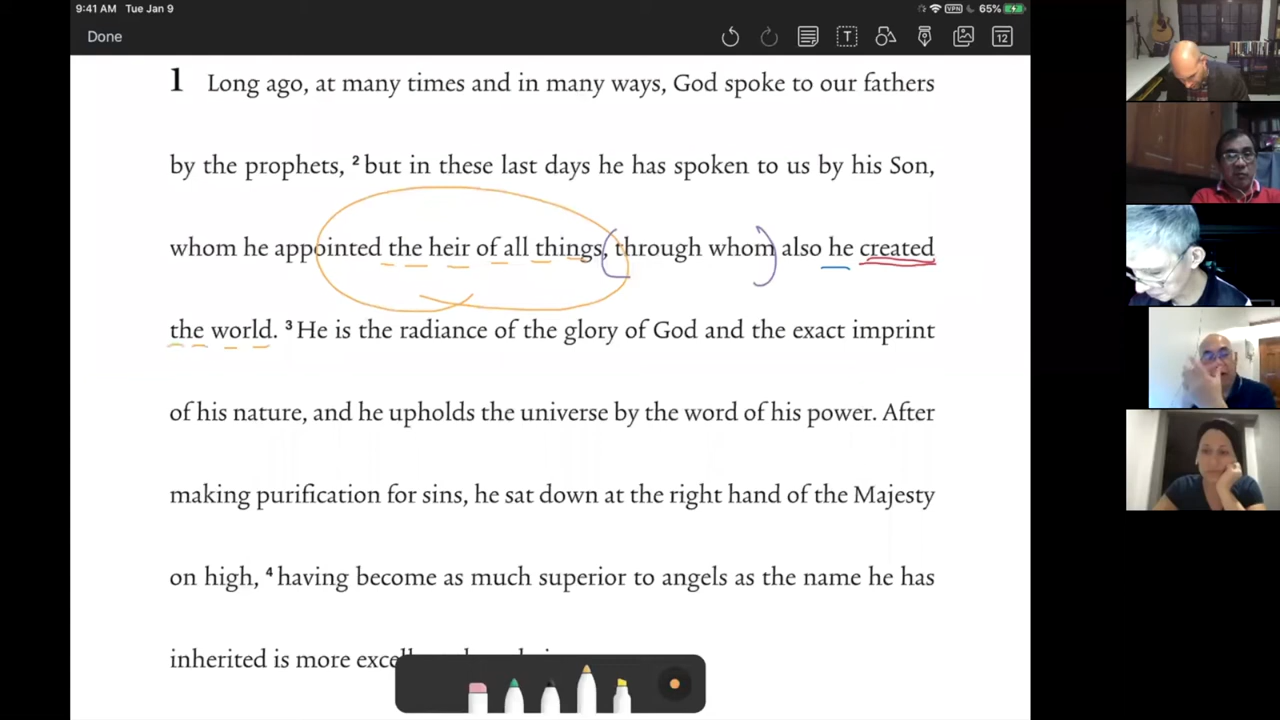 9:41 AM Tue Jan 9
VPN 65%
Done
T
12
1 Long ago, at many times and in many ways, God spoke to our fathers
by the prophets, 2 but in these last days he has spoken to us by his Son,
whom he appointed the heir of all things, through whom also he created
the world. 3 He is the radiance of the glory of God and the exact imprint
of his nature, and he upholds the universe by the word of his power. After
making purification for sins, he sat down at the right hand of the Majesty
on high, 4 having become as much superior to angels as the name he has
inherited is more